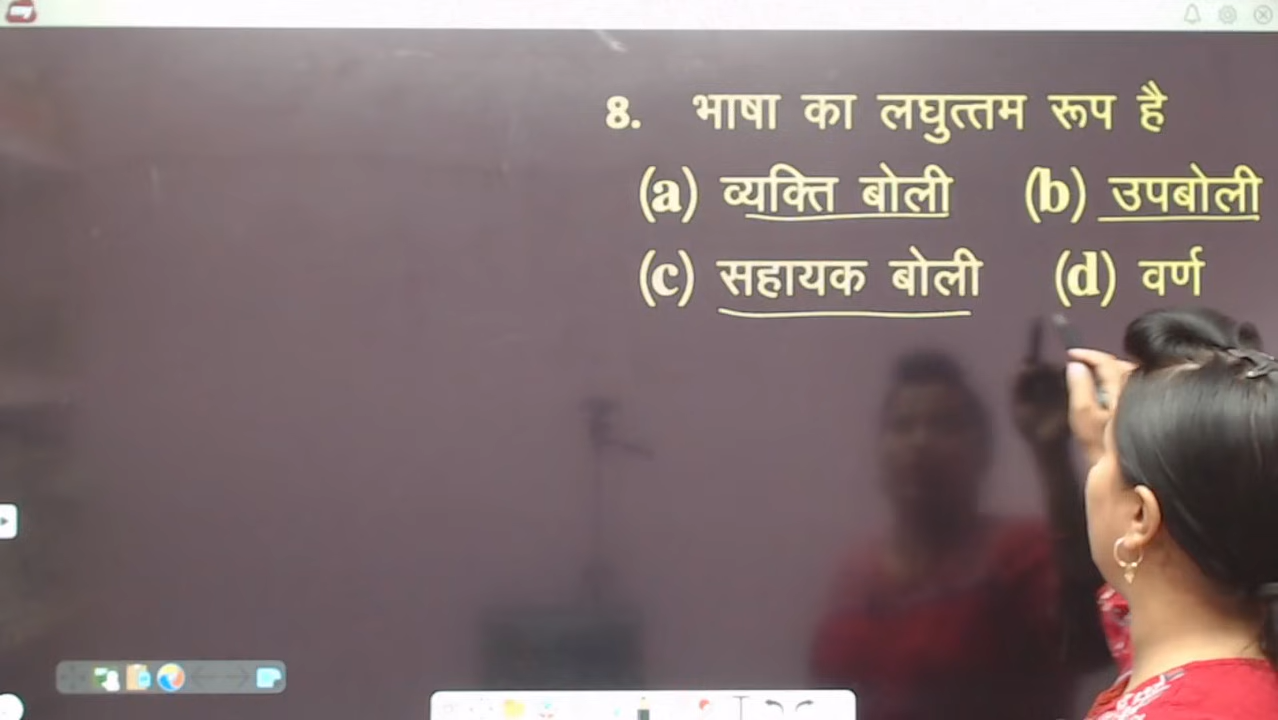 8. भाषा का लघुत्तम रूप है
(a) व्यक्ति बोली (b) उपबोली
(c) सहायक बोली (d) वर्ण